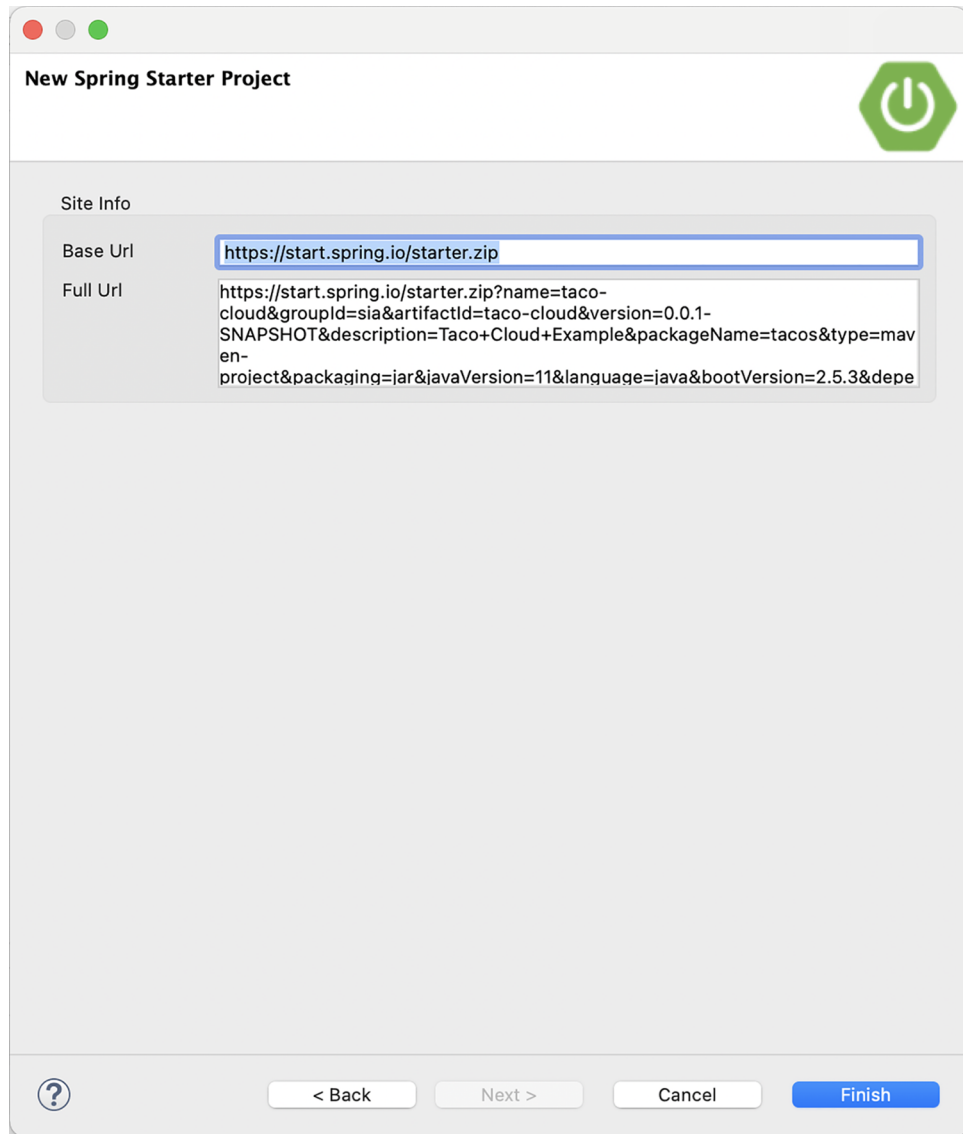 New Spring Starter Project
Site Info
Base Url
https://start.spring.io/starter.zip
Full Url
https://start.spring.io/starter.zip?name=taco-
cloud&groupId=sia&artifactId=taco-cloud&version=0.0.1-
SNAPSHOT&description=Taco+Cloud+Example&packageName=tacos&type=mav
en-
project&packaging=jar&javaVersion=11&language=java&bootVersion=2.5.3&depe
?
< Back
Next >
Cancel
Finish